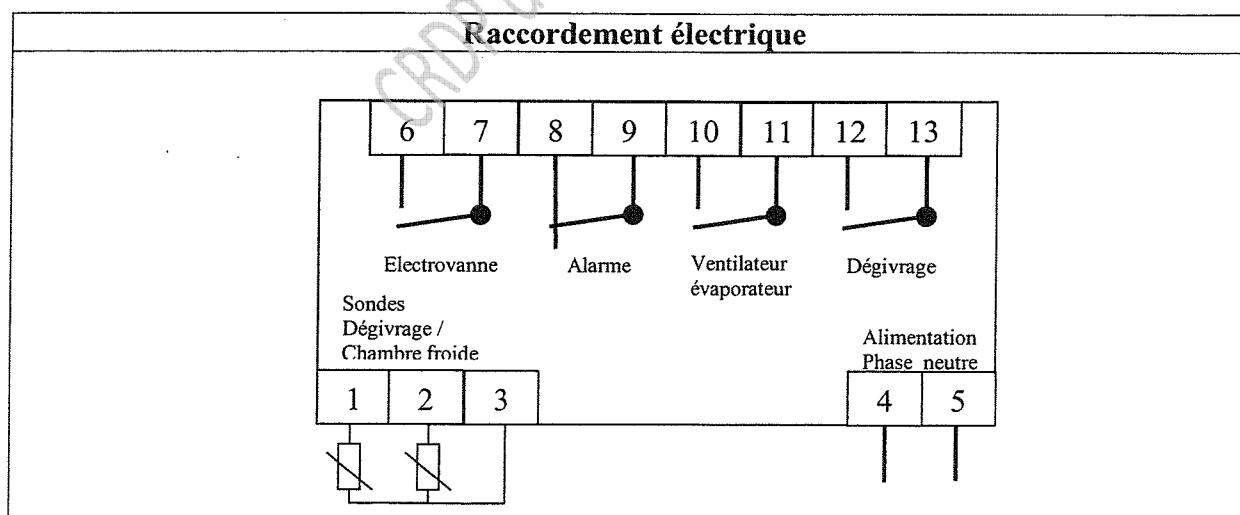 Raccordement électrique
6 7 8 9 10 11 12 13
Electrovanne Alarme Ventilateur évaporateur Dégivrage
Sondes
Dégivrage /
Chambre froide
Alimentation
Phase neutre
1 2 3 4 5
CRDP